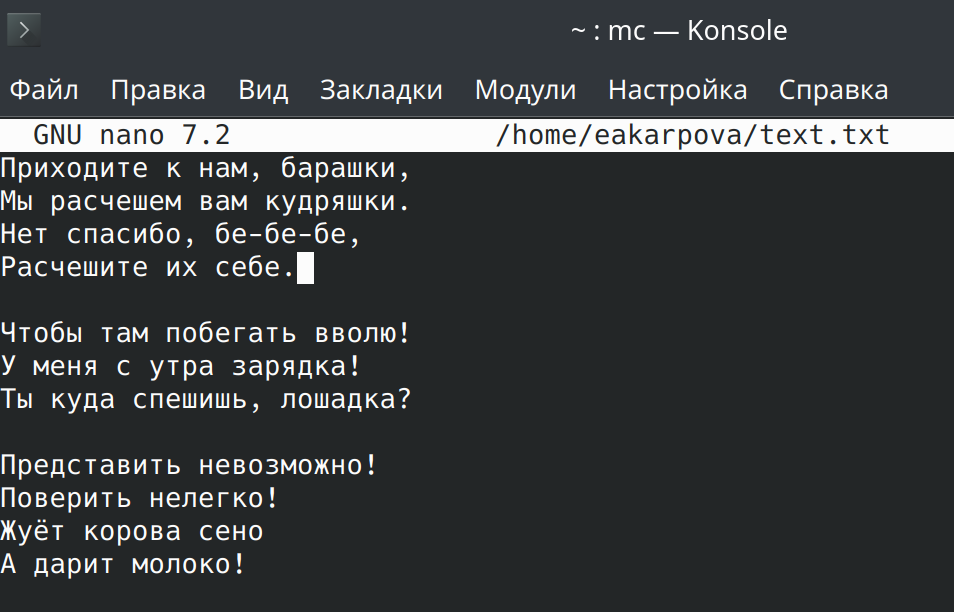 ~ : mc — Konsole
Файл Правка Вид Закладки Модули Настройка Справка
GNU nano 7.2 /home/eakarpova/text.txt
Приходите к нам, барашки,
Мы расчешем вам кудряшки.
Нет спасибо, бе-бе-бе,
Расчешите их себе.
Чтобы там побегать вволю!
У меня с утра зарядка!
Ты куда спешишь, лошадка?
Представить невозможно!
Поверить нелегко!
Жуёт корова сено
А дарит молоко!